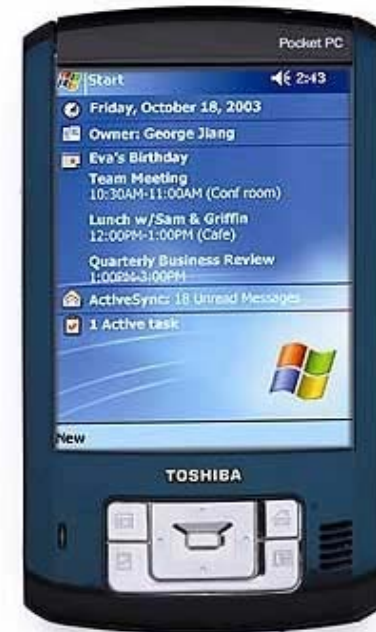 Pocket PC
Start 2:43
Friday, October 18, 2003
Owner: George Jiang
Eva's Birthday
Team Meeting
10:30AM-11:00AM (Conf room)
Lunch w/Sam & Griffin
12:00PM-1:00PM (Cafe)
Quarterly Business Review
1:00PM-3:00PM
ActiveSync: 18 Unread Messages
1 Active task
New
TOSHIBA